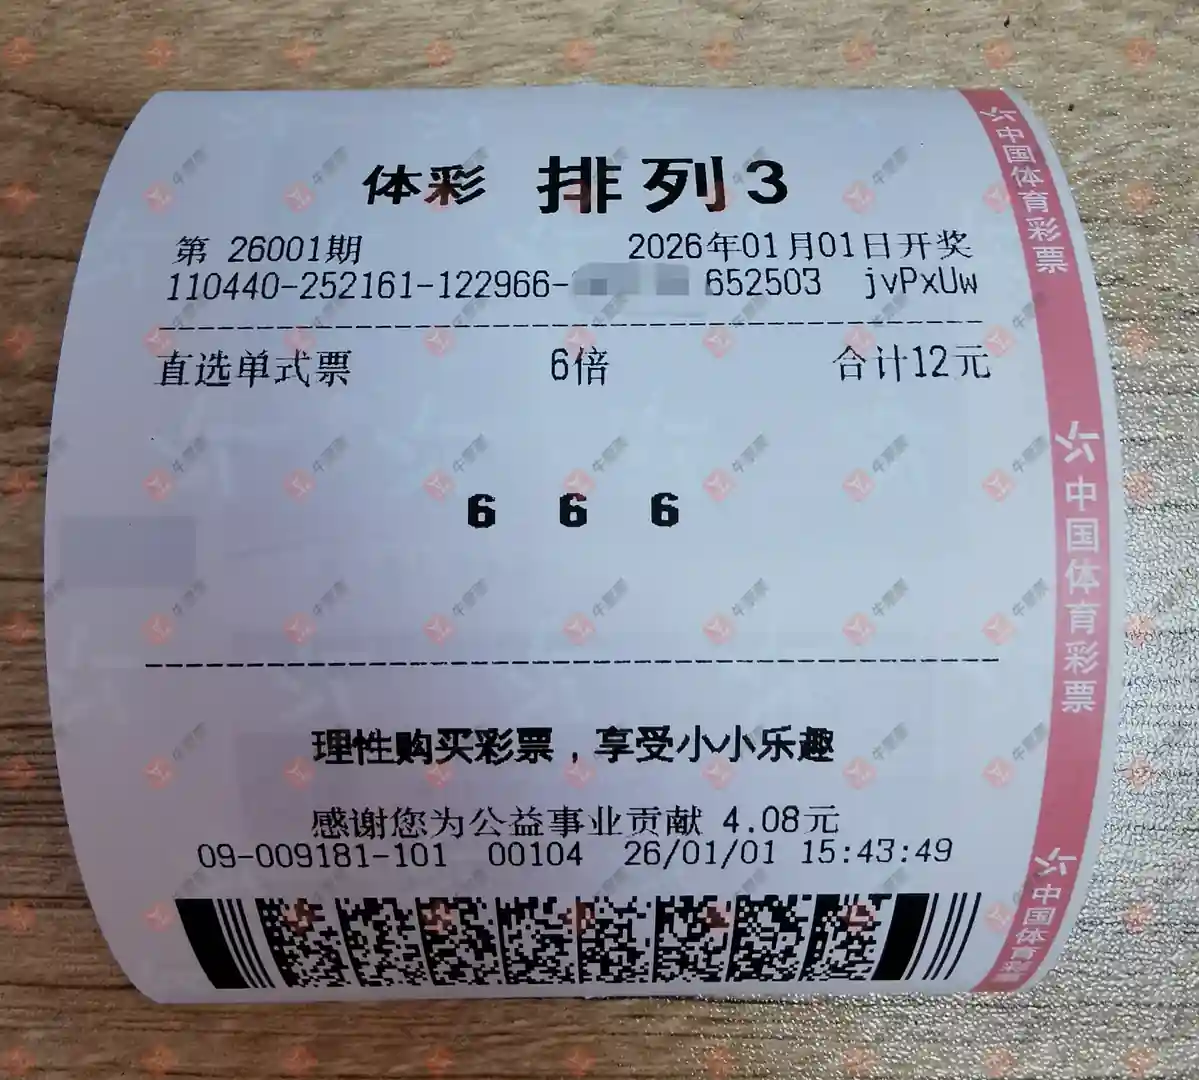 体彩 排列3
第 26001期 2026年01月01日开奖
110440-252161-122966- 652503 jvPxUw
直选单式票 6倍 合计12元
6 6 6
理性购买彩票，享受小小乐趣
感谢您为公益事业贡献 4.08元
09-009181-101 00104 26/01/01 15:43:49
中国体育彩票
中国体育彩票
中国体育彩